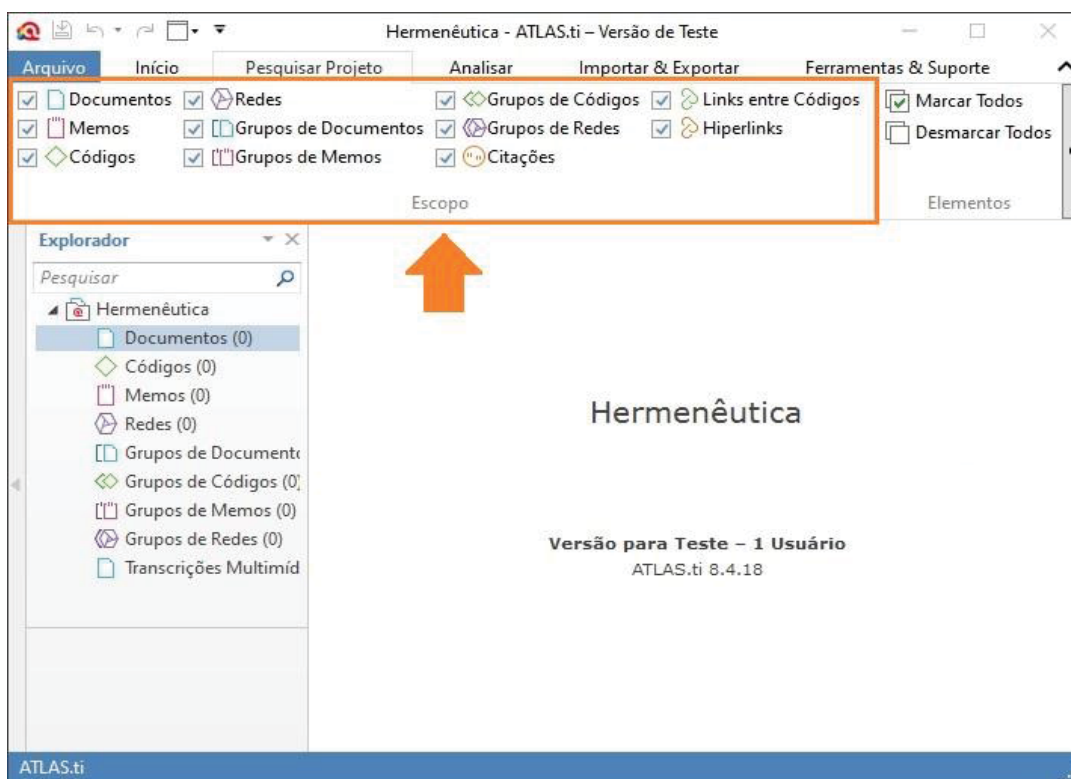 Hermenêutica - ATLAS.ti – Versão de Teste
Arquivo Início Pesquisar Projeto Analisar Importar & Exportar Ferramentas & Suporte
Documentos Redes Grupos de Códigos Links entre Códigos Marcar Todos
Memos Grupos de Documentos Grupos de Redes Hiperlinks Desmarcar Todos
Códigos Grupos de Memos Citações
Escopo Elementos
Explorador
Pesquisar
Hermenêutica
Documentos (0)
Códigos (0)
Memos (0)
Redes (0)
Grupos de Document
Grupos de Códigos (0)
Grupos de Memos (0)
Grupos de Redes (0)
Transcrições Multimíd
Hermenêutica
Versão para Teste – 1 Usuário
ATLAS.ti 8.4.18
ATLAS.ti